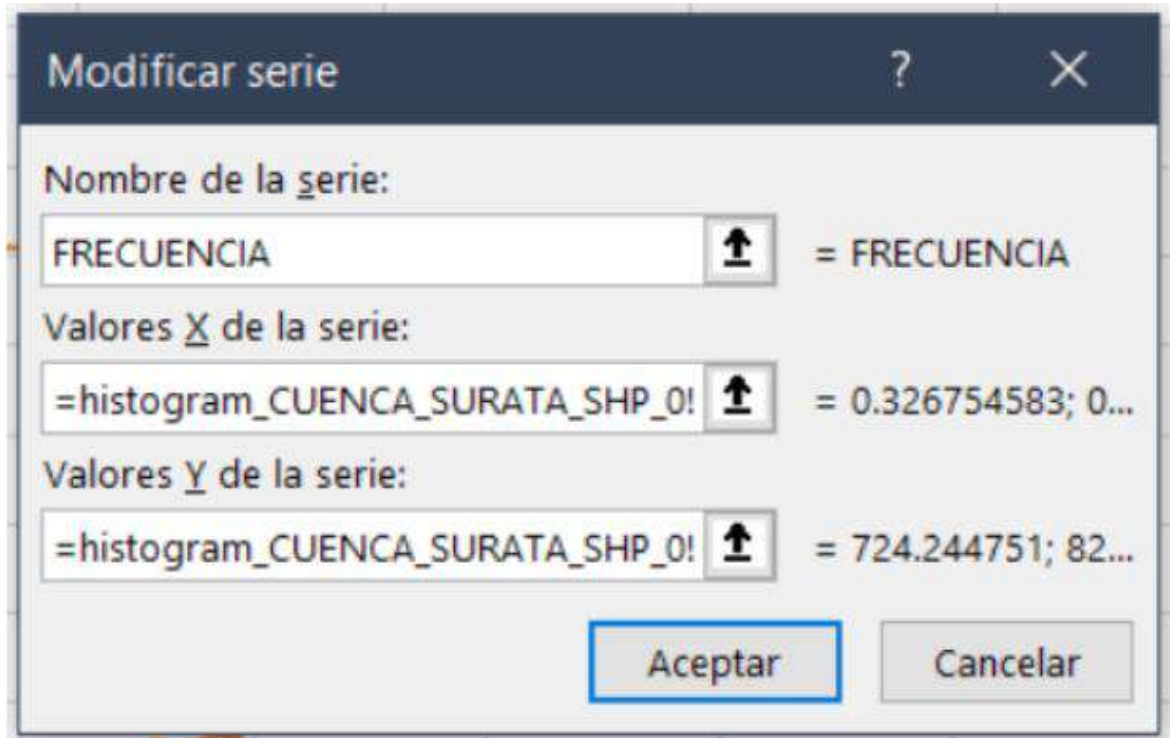 Modificar serie ? X
Nombre de la serie:
FRECUENCIA = FRECUENCIA
Valores X de la serie:
=histogram_CUENCA_SURATA_SHP_0! = 0.326754583; 0...
Valores Y de la serie:
=histogram_CUENCA_SURATA_SHP_0! = 724.244751; 82...
Aceptar Cancelar